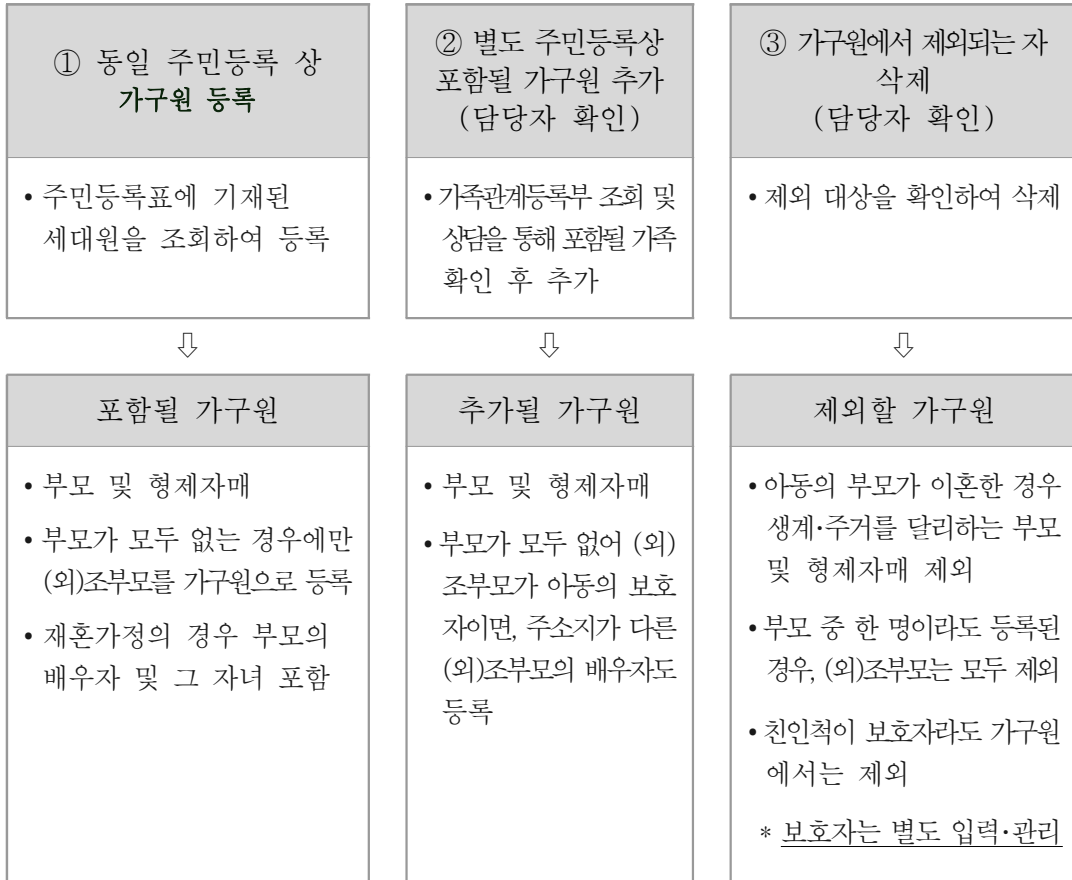 ① 동일 주민등록 상
가구원 등록
• 주민등록표에 기재된
세대원을 조회하여 등록
⇩
포함될 가구원
• 부모 및 형제자매
• 부모가 모두 없는 경우에만
(외)조부모를 가구원으로 등록
• 재혼가정의 경우 부모의
배우자 및 그 자녀 포함
② 별도 주민등록상
포함될 가구원 추가
(담당자 확인)
• 가족관계등록부 조회 및
상담을 통해 포함될 가족
확인 후 추가
⇩
추가될 가구원
• 부모 및 형제자매
• 부모가 모두 없어 (외)
조부모가 아동의 보호
자이면, 주소지가 다른
(외)조부모의 배우자도
등록
③ 가구원에서 제외되는 자
삭제
(담당자 확인)
• 제외 대상을 확인하여 삭제
⇩
제외할 가구원
• 아동의 부모가 이혼한 경우
생계·주거를 달리하는 부모
및 형제자매 제외
• 부모 중 한 명이라도 등록된
경우, (외)조부모는 모두 제외
• 친인척이 보호자라도 가구원
에서는 제외
* 보호자는 별도 입력·관리